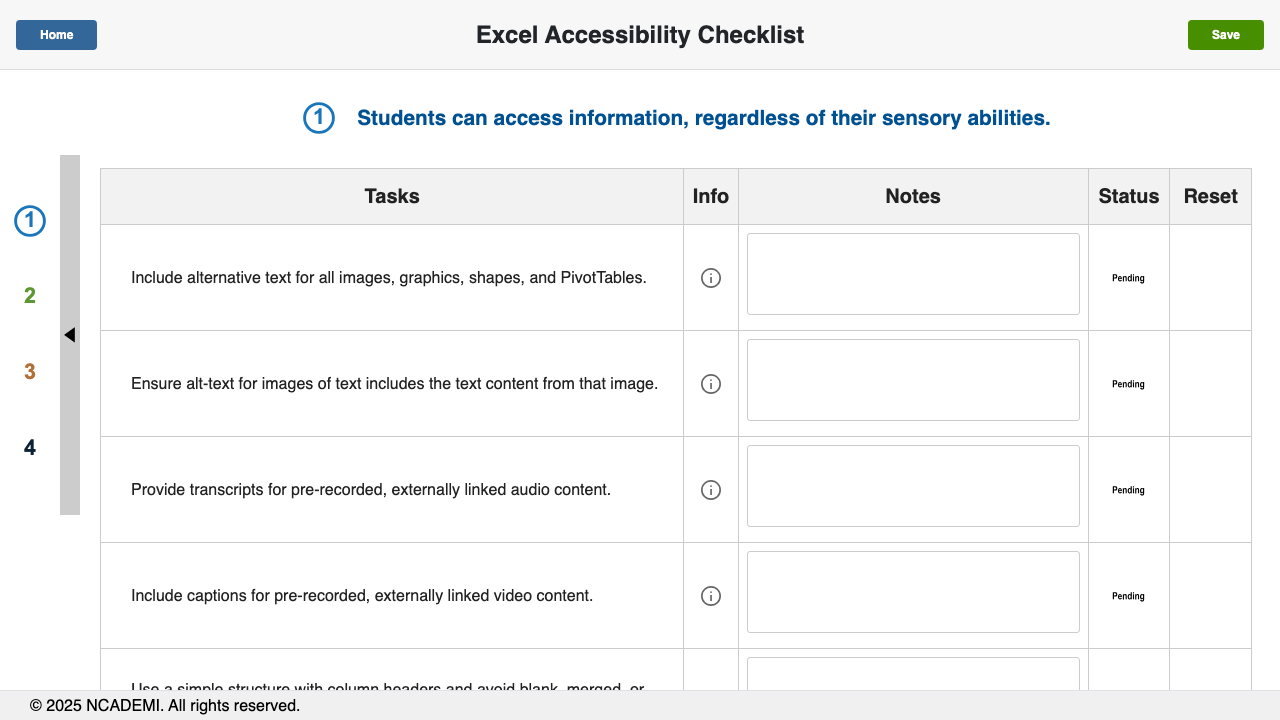 Home
Excel Accessibility Checklist
Save
1 Students can access information, regardless of their sensory abilities.
1
2
3
4
Tasks Info Notes Status Reset
Include alternative text for all images, graphics, shapes, and PivotTables. Pending
Ensure alt-text for images of text includes the text content from that image. Pending
Provide transcripts for pre-recorded, externally linked audio content. Pending
Include captions for pre-recorded, externally linked video content. Pending
Use a simple structure with column headers and avoid blank, merged, or
© 2025 NCADEMI. All rights reserved.